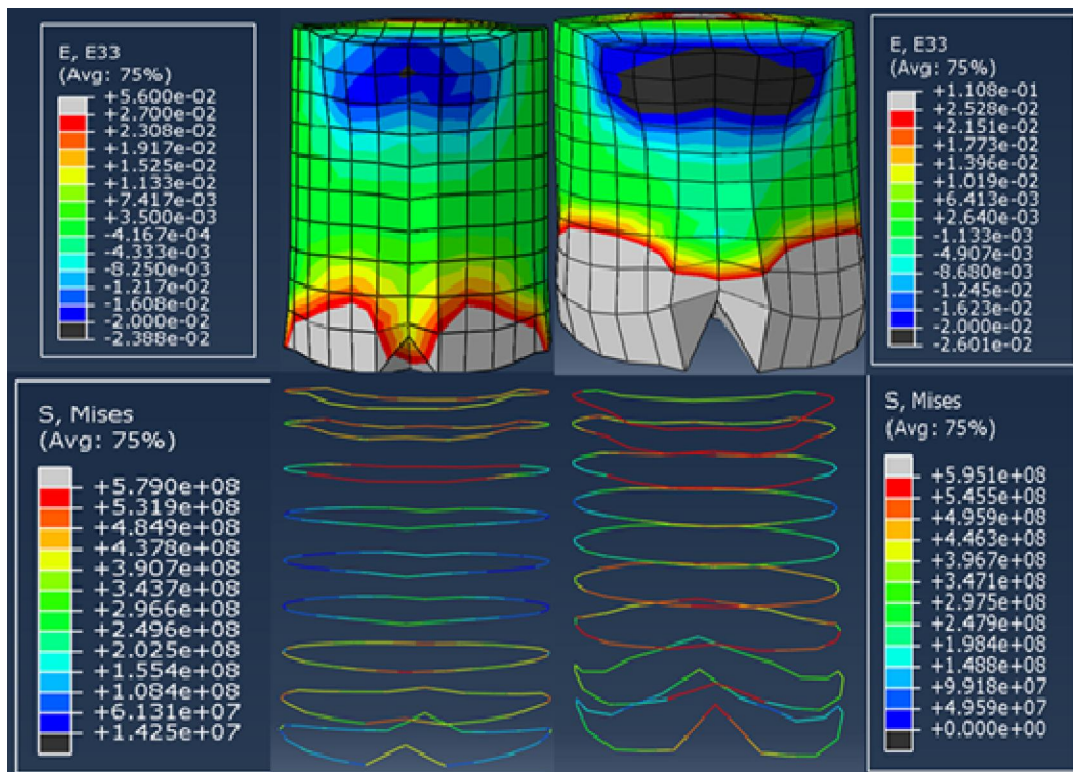 E, E33
(Avg: 75%)
+5.600e-02
+2.700e-02
+2.308e-02
+1.917e-02
+1.525e-02
+1.133e-02
+7.417e-03
+3.500e-03
-4.167e-04
-4.333e-03
-8.250e-03
-1.217e-02
-1.608e-02
-2.000e-02
-2.388e-02
E, E33
(Avg: 75%)
+1.108e-01
+2.528e-02
+2.151e-02
+1.773e-02
+1.396e-02
+1.019e-02
+6.413e-03
+2.640e-03
-1.133e-03
-4.907e-03
-8.680e-03
-1.245e-02
-1.623e-02
-2.000e-02
-2.601e-02
S, Mises
(Avg: 75%)
+5.790e+08
+5.319e+08
+4.849e+08
+4.378e+08
+3.907e+08
+3.437e+08
+2.966e+08
+2.496e+08
+2.025e+08
+1.554e+08
+1.084e+08
+6.131e+07
+1.425e+07
S, Mises
(Avg: 75%)
+5.951e+08
+5.455e+08
+4.959e+08
+4.463e+08
+3.967e+08
+3.471e+08
+2.975e+08
+2.479e+08
+1.984e+08
+1.488e+08
+9.918e+07
+4.959e+07
+0.000e+00